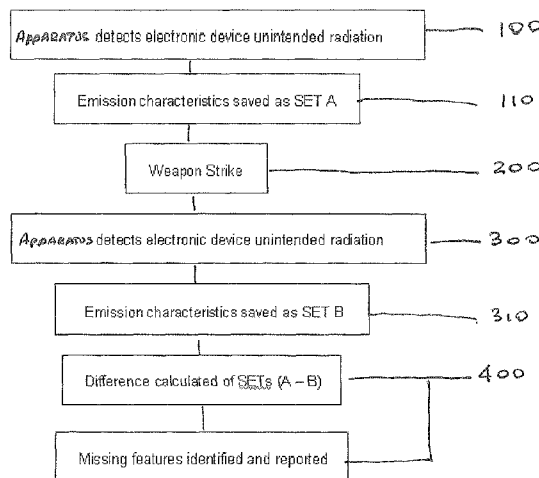 APPARATUS detects electronic device unintended radiation
100
Emission characteristics saved as SET A
110
Weapon Strike
200
APPARATUS detects electronic device unintended radiation
300
Emission characteristics saved as SET B
310
Difference calculated of SETs (A – B)
400
Missing features identified and reported